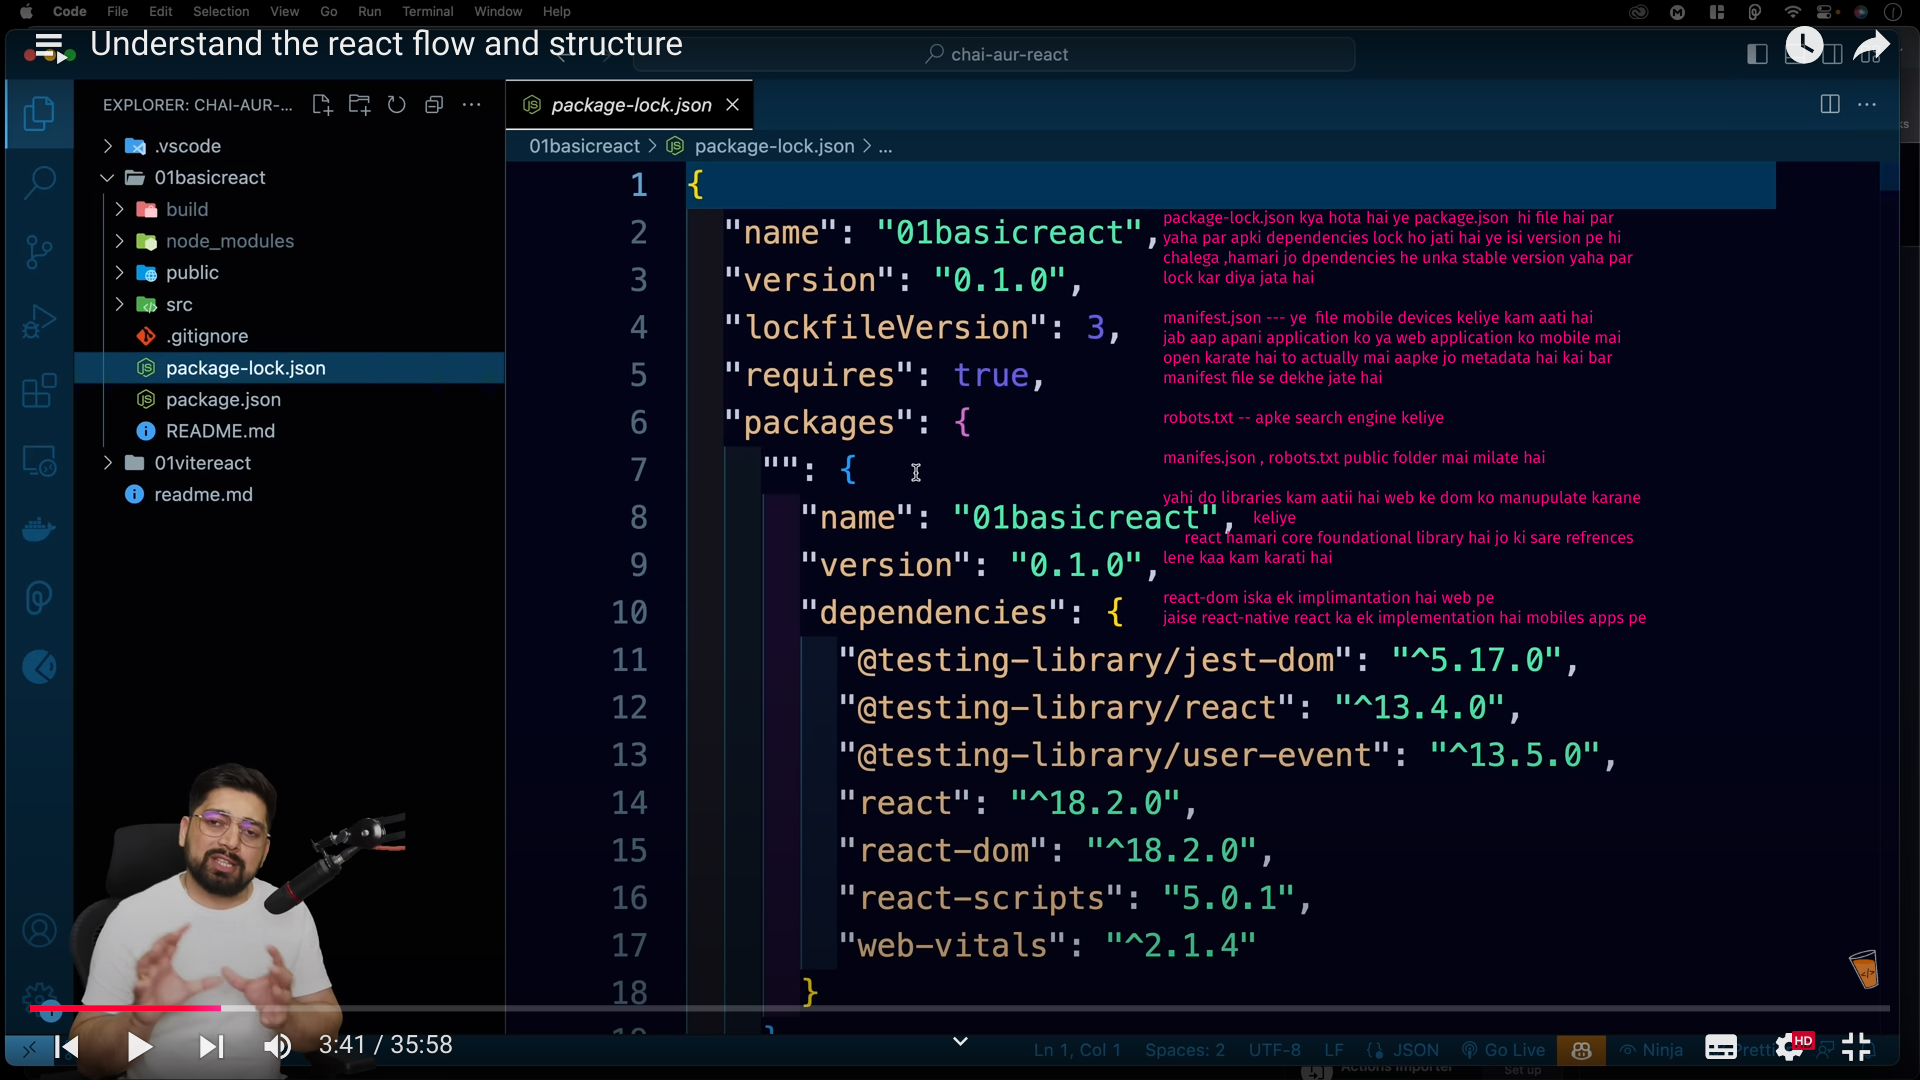 Code File Edit Selection View Go Run Terminal Window Help
Understand the react flow and structure
chai-aur-react
EXPLORER: CHAI-AUR-...
package-lock.json
01basicreact > package-lock.json > ...
.vscode
01basicreact
build
node_modules
public
src
.gitignore
package-lock.json
package.json
README.md
01vitereact
readme.md
1 {
2 "name": "01basicreact",
3 "version": "0.1.0",
4 "lockfileVersion": 3,
5 "requires": true,
6 "packages": {
7 "": {
8 "name": "01basicreact",
9 "version": "0.1.0",
10 "dependencies": {
11 "@testing-library/jest-dom": "^5.17.0",
12 "@testing-library/react": "^13.4.0",
13 "@testing-library/user-event": "^13.5.0",
14 "react": "^18.2.0",
15 "react-dom": "^18.2.0",
16 "react-scripts": "5.0.1",
17 "web-vitals": "^2.1.4"
18 }
package-lock.json kya hota hai ye package.json hi file hai par
yaha par apki dependencies lock ho jati hai ye isi version pe hi
chalega ,hamari jo dpendencies he unka stable version yaha par
lock kar diya jata hai
manifest.json --- ye file mobile devices keliye kam aati hai
jab aap apani application ko ya web application ko mobile mai
open karate hai to actually mai aapke jo metadata hai kai bar
manifest file se dekhe jate hai
robots.txt -- apke search engine keliye
manifes.json , robots.txt public folder mai milate hai
yahi do libraries kam aatii hai web ke dom ko manupulate karane
keliye
react hamari core foundational library hai jo ki sare refrences
lene kaa kam karati hai
react-dom iska ek implimantation hai web pe
jaise react-native react ka ek implementation hai mobiles apps pe
3:41 / 35:58
Ln 1, Col 1 Spaces: 2 UTF-8 LF {} JSON Go Live Ninja
HD
Actions Importer
Set up